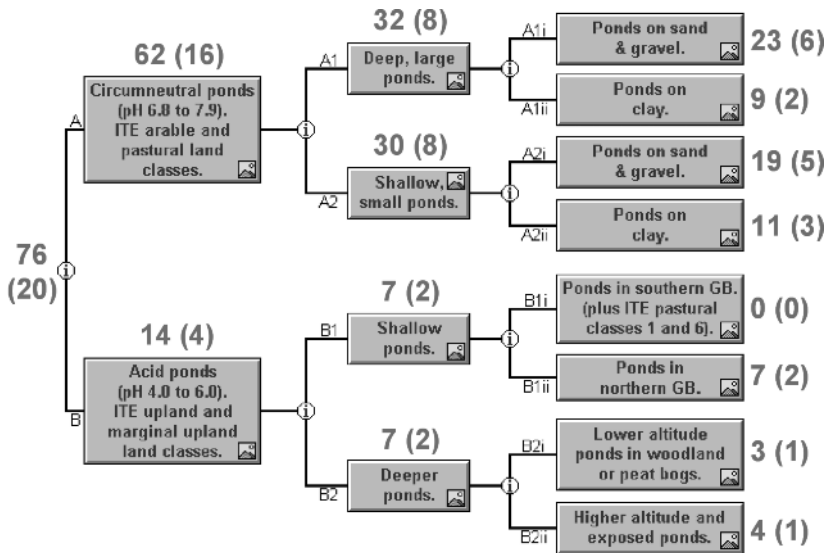 76
(20)
A
B
62 (16)
Circumneutral ponds
(pH 6.8 to 7.9).
ITE arable and
pastural land
classes.
14 (4)
Acid ponds
(pH 4.0 to 6.0).
ITE upland and
marginal upland
land classes.
A1
32 (8)
Deep, large
ponds.
A2
30 (8)
Shallow,
small ponds.
B1
7 (2)
Shallow
ponds.
B2
7 (2)
Deeper
ponds.
A1i
Ponds on sand
& gravel.
23 (6)
A1ii
Ponds on
clay.
9 (2)
A2i
Ponds on sand
& gravel.
19 (5)
A2ii
Ponds on
clay.
11 (3)
B1i
Ponds in southern GB.
(plus ITE pastural
classes 1 and 6).
0 (0)
B1ii
Ponds in
northern GB.
7 (2)
B2i
Lower altitude
ponds in woodland
or peat bogs.
3 (1)
B2ii
Higher altitude and
exposed ponds.
4 (1)